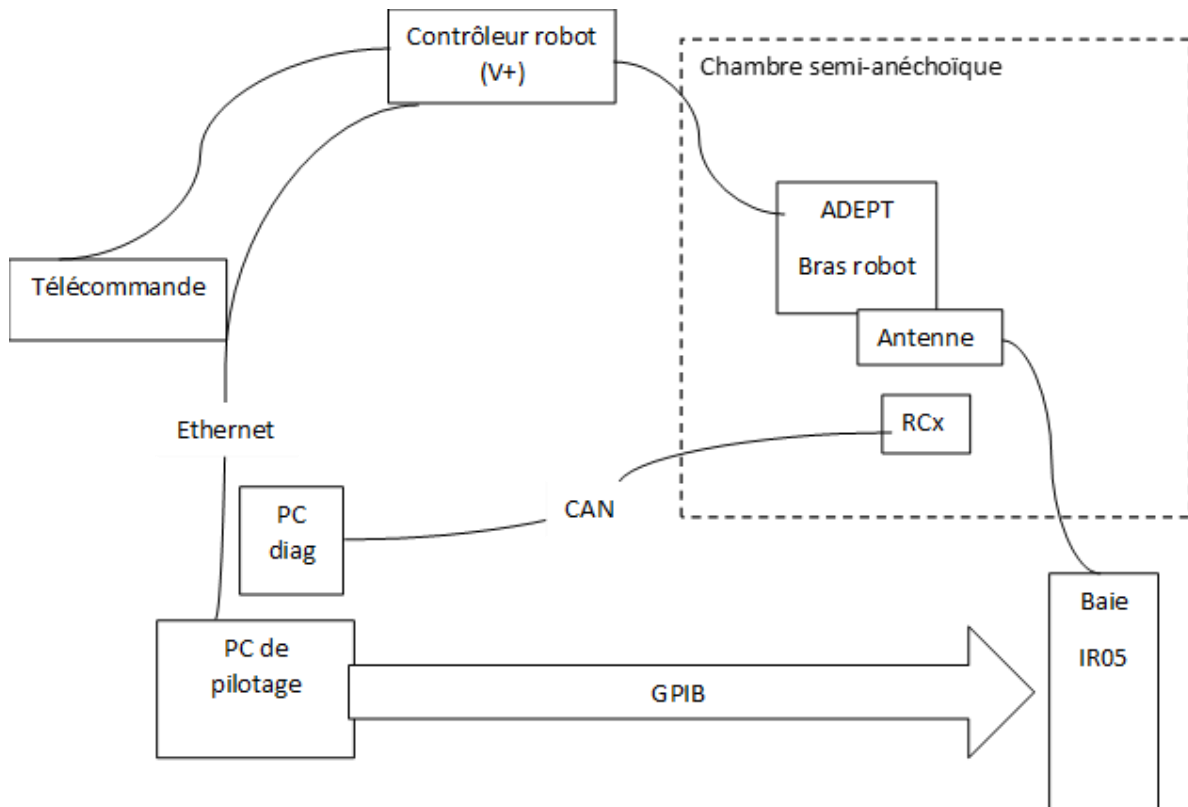 Contrôleur robot
(V+)
Chambre semi-anéchoïque
ADEPT
Bras robot
Télécommande
Antenne
RCx
Ethernet
CAN
PC
diag
Baie
IR05
PC de
pilotage
GPIB